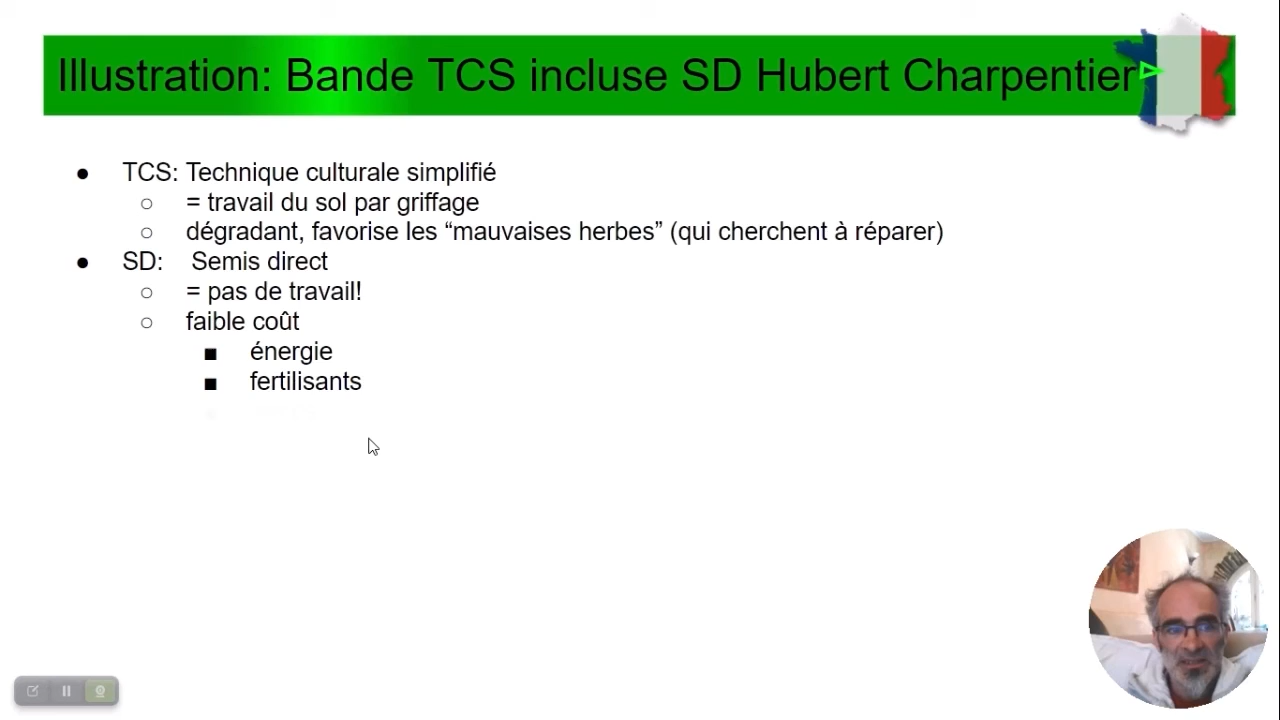 Illustration: Bande TCS incluse SD Hubert Charpentier
● TCS: Technique culturale simplifié
○ = travail du sol par griffage
○ dégradant, favorise les “mauvaises herbes” (qui cherchent à réparer)
● SD: Semis direct
○ = pas de travail!
○ faible coût
■ énergie
■ fertilisants